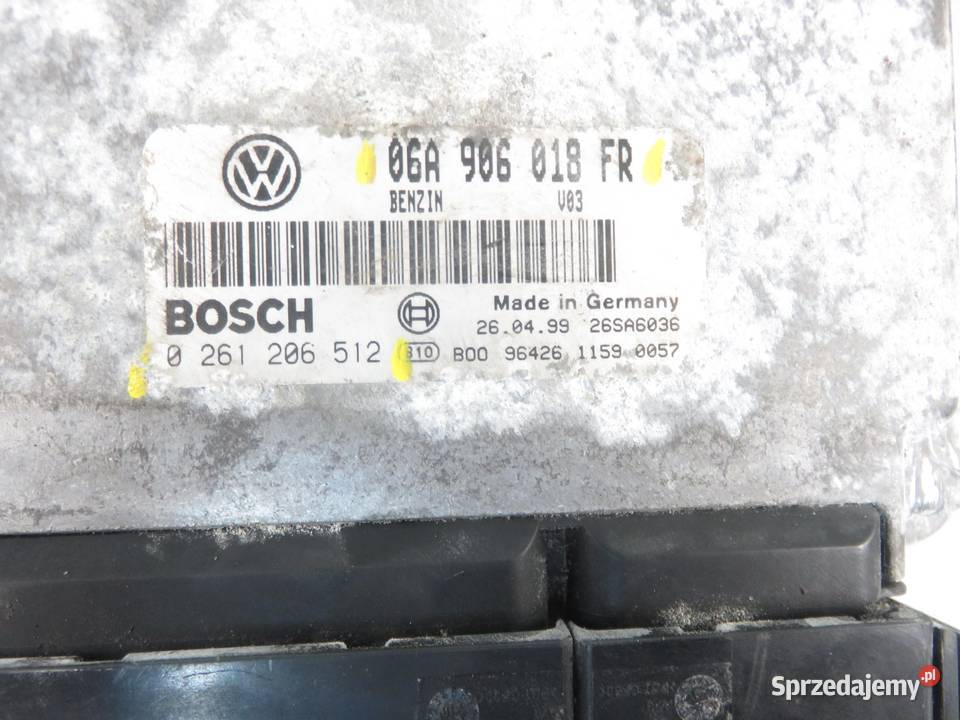 06A 906 018 FR
BENZIN V03
BOSCH
Made in Germany
26.04.99 26SA6036
0 261 206 512 B00 96426 1159 0057
Sprzedajemy.pl